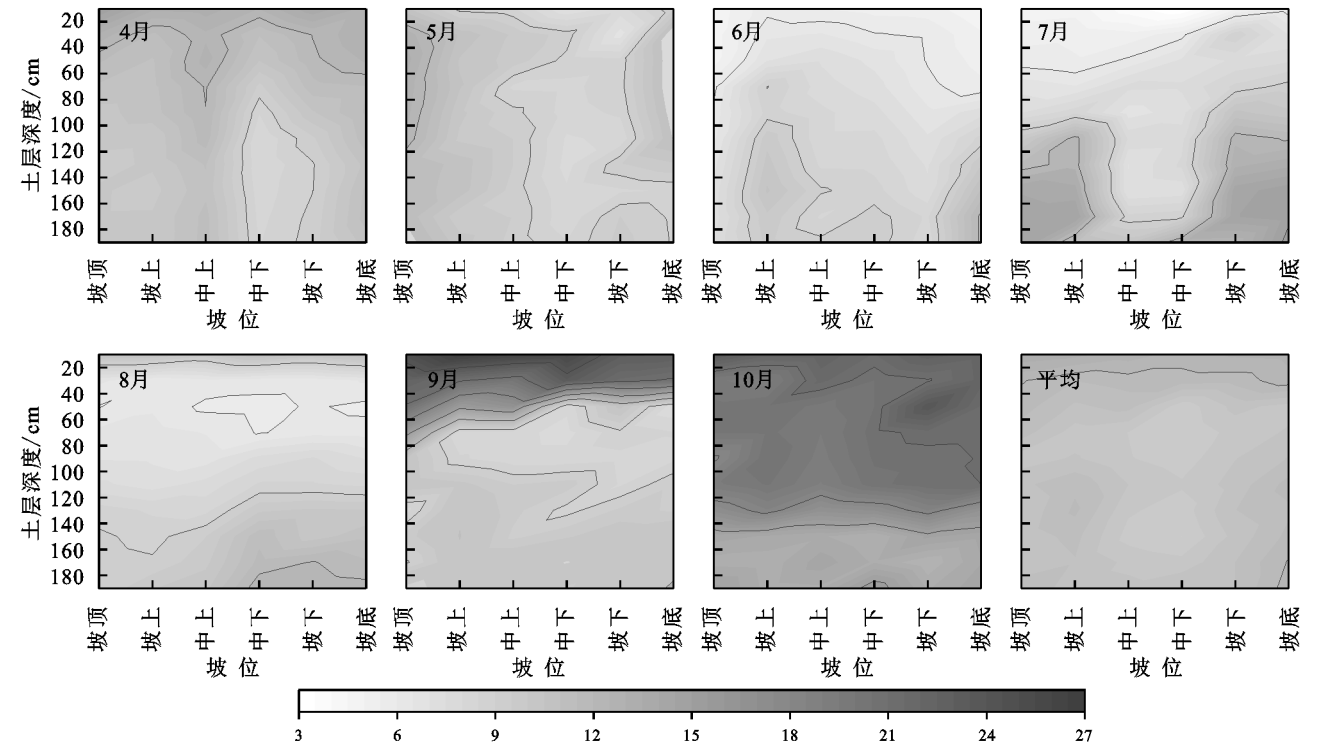 4月
5月
6月
7月
土层深度/cm
20
40
60
80
100
120
140
160
180
坡顶
坡上
中上
中下
坡下
坡底
坡顶
坡上
中上
中下
坡下
坡底
坡顶
坡上
中上
中下
坡下
坡底
坡顶
坡上
中上
中下
坡下
坡底
坡 位
坡 位
坡 位
坡 位
8月
9月
10月
平均
土层深度/cm
20
40
60
80
100
120
140
160
180
坡顶
坡上
中上
中下
坡下
坡底
坡顶
坡上
中上
中下
坡下
坡底
坡顶
坡上
中上
中下
坡下
坡底
坡顶
坡上
中上
中下
坡下
坡底
坡 位
坡 位
坡 位
坡 位
3 6 9 12 15 18 21 24 27